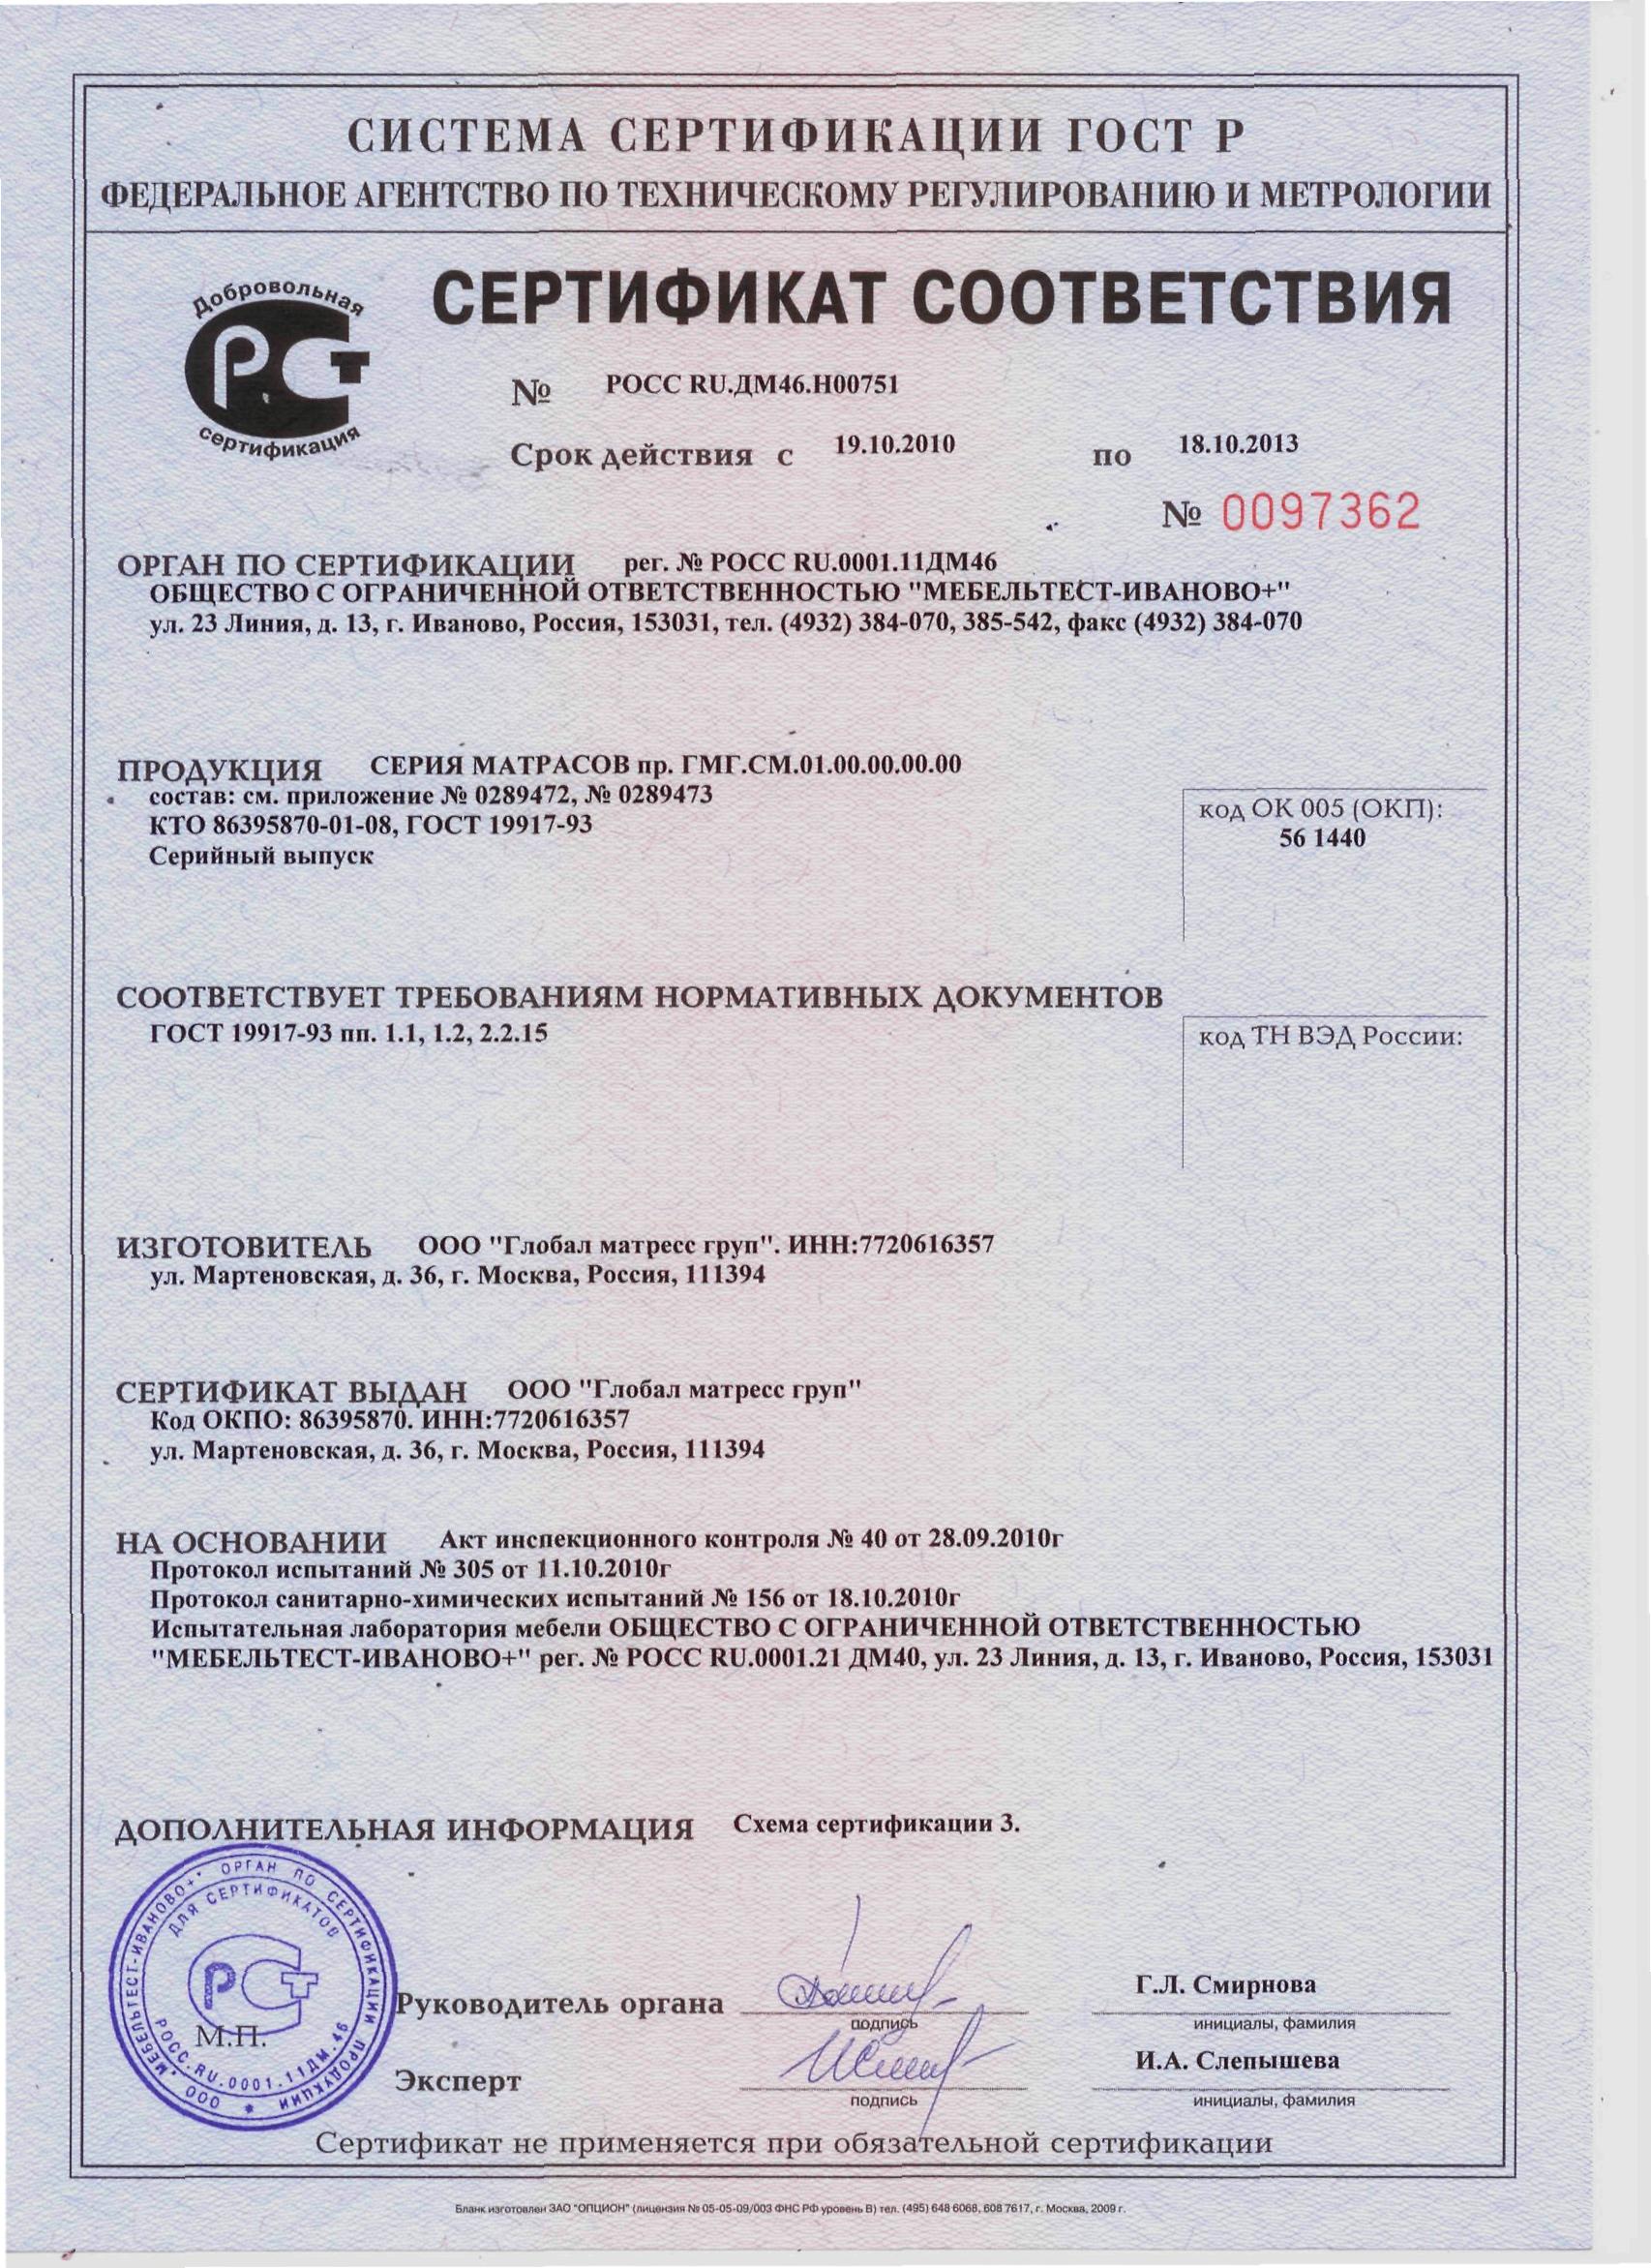 СИСТЕМА СЕРТИФИКАЦИИ ГОСТ Р
ФЕДЕРАЛЬНОЕ АГЕНТСТВО ПО ТЕХНИЧЕСКОМУ РЕГУЛИРОВАНИЮ И МЕТРОЛОГИИ
Добровольная
РСТ
сертификация
СЕРТИФИКАТ СООТВЕТСТВИЯ
№ РОСС RU.ДМ46.Н00751
Срок действия с 19.10.2010 по 18.10.2013
№ 0097362
ОРГАН ПО СЕРТИФИКАЦИИ рег. № РОСС RU.0001.11ДМ46
ОБЩЕСТВО С ОГРАНИЧЕННОЙ ОТВЕТСТВЕННОСТЬЮ "МЕБЕЛЬТЕСТ-ИВАНОВО+"
ул. 23 Линия, д. 13, г. Иваново, Россия, 153031, тел. (4932) 384-070, 385-542, факс (4932) 384-070
ПРОДУКЦИЯ СЕРИЯ МАТРАСОВ пр. ГМГ.СМ.01.00.00.00.00
состав: см. приложение № 0289472, № 0289473
КТО 86395870-01-08, ГОСТ 19917-93
Серийный выпуск
код ОК 005 (ОКП):
56 1440
СООТВЕТСТВУЕТ ТРЕБОВАНИЯМ НОРМАТИВНЫХ ДОКУМЕНТОВ
ГОСТ 19917-93 пп. 1.1, 1.2, 2.2.15
код ТН ВЭД России:
ИЗГОТОВИТЕЛЬ ООО "Глобал матресс груп". ИНН:7720616357
ул. Мартеновская, д. 36, г. Москва, Россия, 111394
СЕРТИФИКАТ ВЫДАН ООО "Глобал матресс груп"
Код ОКПО: 86395870. ИНН:7720616357
ул. Мартеновская, д. 36, г. Москва, Россия, 111394
НА ОСНОВАНИИ Акт инспекционного контроля № 40 от 28.09.2010г
Протокол испытаний № 305 от 11.10.2010г
Протокол санитарно-химических испытаний № 156 от 18.10.2010г
Испытательная лаборатория мебели ОБЩЕСТВО С ОГРАНИЧЕННОЙ ОТВЕТСТВЕННОСТЬЮ
"МЕБЕЛЬТЕСТ-ИВАНОВО+" рег. № РОСС RU.0001.21 ДМ40, ул. 23 Линия, д. 13, г. Иваново, Россия, 153031
ДОПОЛНИТЕЛЬНАЯ ИНФОРМАЦИЯ Схема сертификации 3.
ООО "МЕБЕЛЬТЕСТ-ИВАНОВО+" ОРГАН ПО СЕРТИФИКАЦИИ ПРОДУКЦИИ *
ДЛЯ СЕРТИФИКАТОВ
РСТ
РОСС.RU.0001.11ДМ.46
М.П.
Руководитель органа
подпись
Г.Л. Смирнова
инициалы, фамилия
Эксперт
подпись
И.А. Слепышева
инициалы, фамилия
Сертификат не применяется при обязательной сертификации
Бланк изготовлен ЗАО "ОПЦИОН" (лицензия № 05-05-09/003 ФНС РФ уровень В) тел. (495) 648 6068, 608 7617, г. Москва, 2009 г.